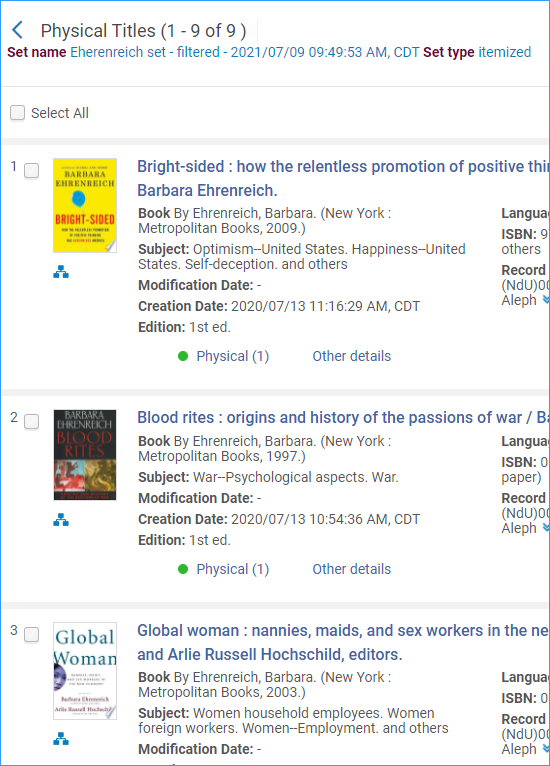 Physical Titles (1 - 9 of 9 )
Set name Eherenreich set - filtered - 2021/07/09 09:49:53 AM, CDT Set type itemized
Select All
1
BARBARA
EHRENREICH
BRIGHT-SIDED
Bright-sided : how the relentless promotion of positive thin
Barbara Ehrenreich.
Book By Ehrenreich, Barbara. (New York :
Metropolitan Books, 2009.)
Subject: Optimism--United States. Happiness--United
States. Self-deception. and others
Modification Date: -
Creation Date: 2020/07/13 11:16:29 AM, CDT
Edition: 1st ed.
Langua
ISBN: 9
others
Record
(NdU)00
Aleph
Physical (1) Other details
2
BARBARA
EHRENREICH
BLOOD
RITES
Blood rites : origins and history of the passions of war / Ba
Book By Ehrenreich, Barbara. (New York :
Metropolitan Books, 1997.)
Subject: War--Psychological aspects. War.
Modification Date: -
Creation Date: 2020/07/13 10:54:36 AM, CDT
Edition: 1st ed.
Langua
ISBN: 0
paper)
Record
(NdU)00
Aleph
Physical (1) Other details
3
Global
Woman
Barbara Ehrenreich
Arlie Russell Hochschild
Global woman : nannies, maids, and sex workers in the ne
and Arlie Russell Hochschild, editors.
Book By Ehrenreich, Barbara. (New York :
Metropolitan Books, 2003.)
Subject: Women household employees. Women
foreign workers. Women--Employment. and others
Modification Date: -
Langua
ISBN: 0
Record
(NdU)00
Aleph